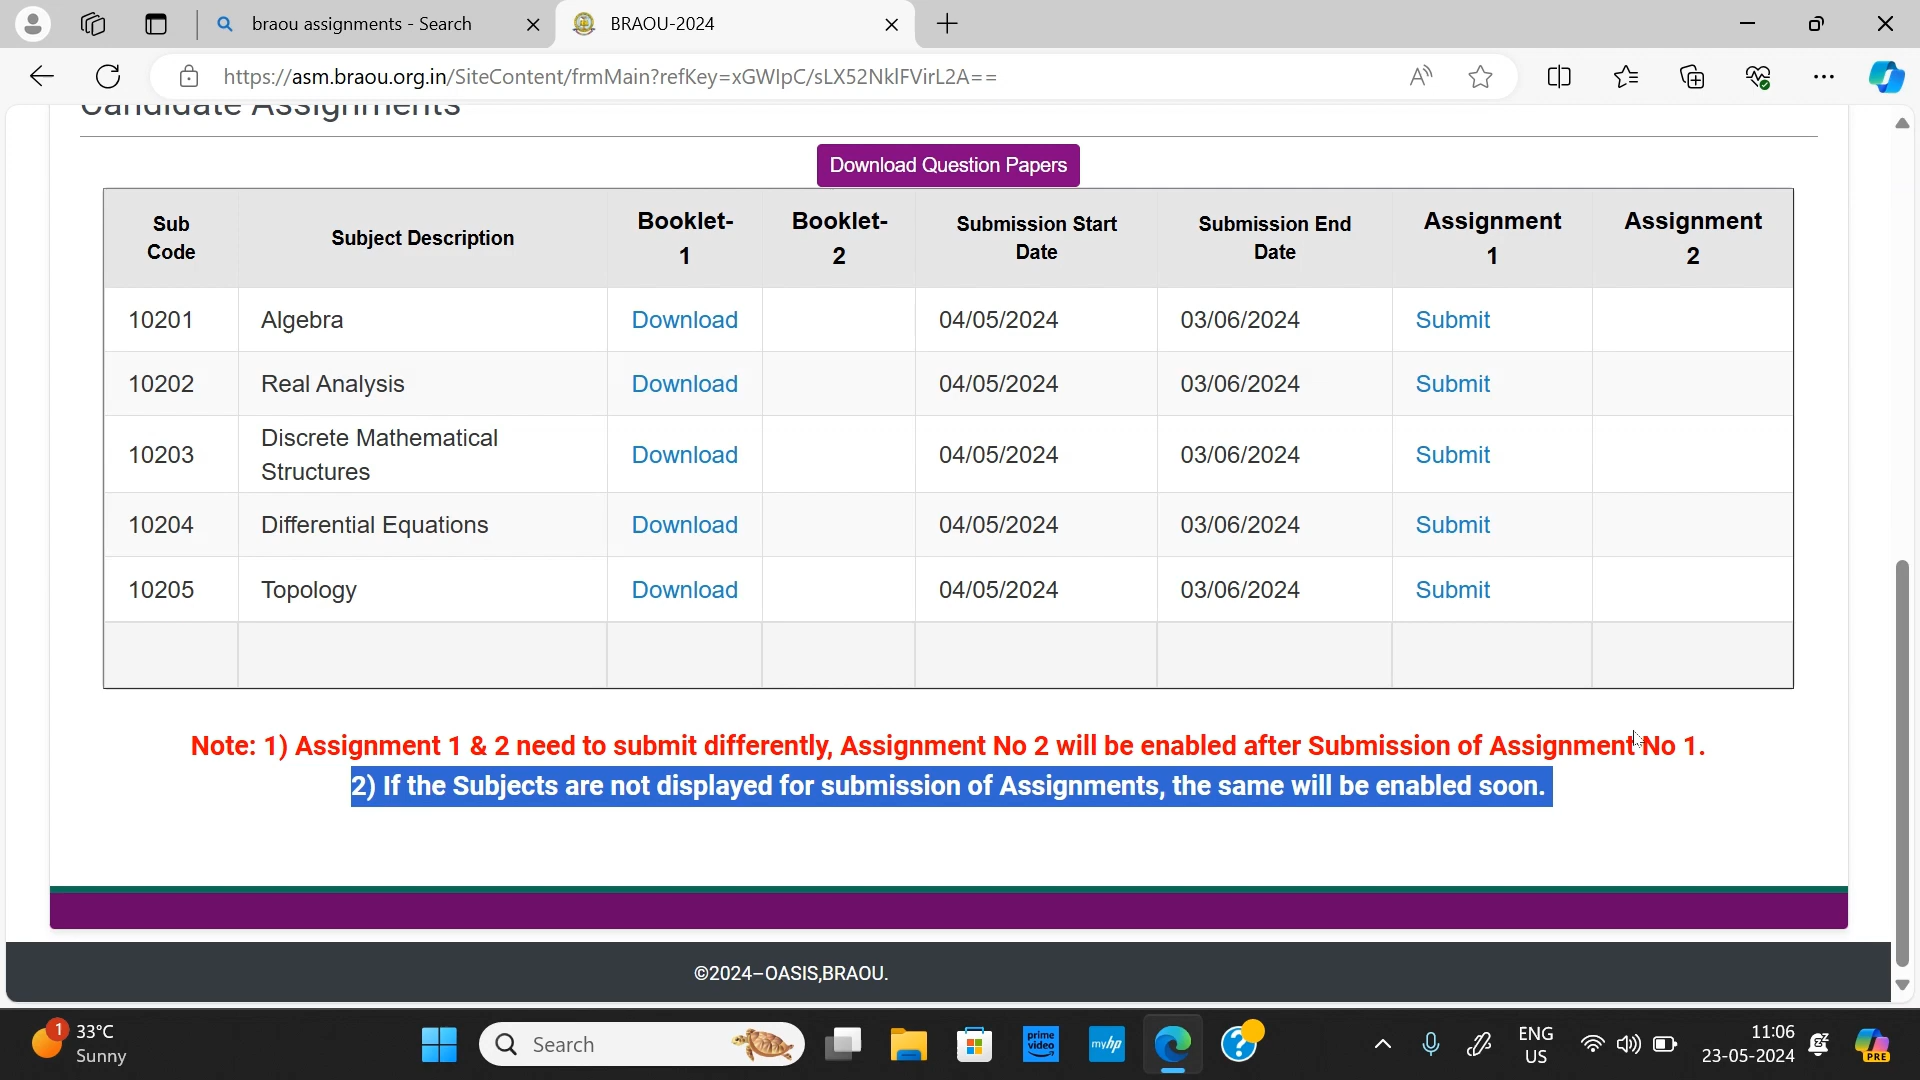 braou assignments - Search
BRAOU-2024
https://asm.braou.org.in/SiteContent/frmMain?refKey=xGWIpC/sLX52NklFVirL2A==
Candidate Assignments
Download Question Papers
Sub Code Subject Description Booklet-1 Booklet-2 Submission Start Date Submission End Date Assignment 1 Assignment 2
10201 Algebra Download 04/05/2024 03/06/2024 Submit
10202 Real Analysis Download 04/05/2024 03/06/2024 Submit
10203 Discrete Mathematical Structures Download 04/05/2024 03/06/2024 Submit
10204 Differential Equations Download 04/05/2024 03/06/2024 Submit
10205 Topology Download 04/05/2024 03/06/2024 Submit
Note: 1) Assignment 1 & 2 need to submit differently, Assignment No 2 will be enabled after Submission of Assignment No 1.
2) If the Subjects are not displayed for submission of Assignments, the same will be enabled soon.
©2024–OASIS,BRAOU.
1
33°C
Sunny
Search
prime video
myhp
ENG
US
11:06
23-05-2024
PRE